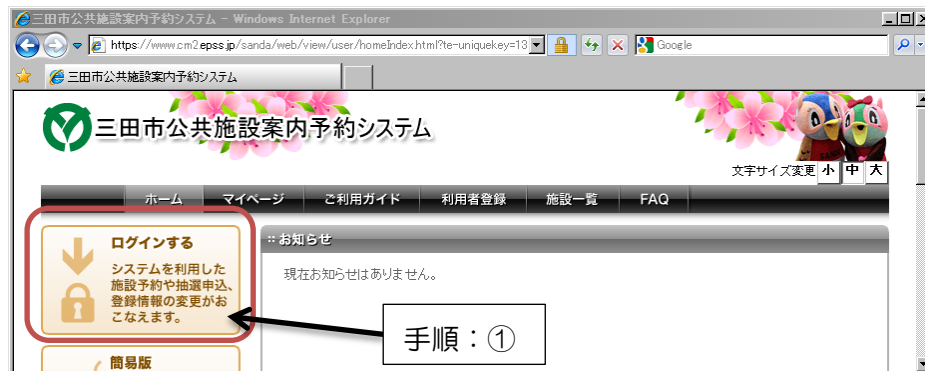 三田市公共施設案内予約システム - Windows Internet Explorer
https://www.cm2.epss.jp/sanda/web/view/user/homeIndex.html?te-uniquekey=13
Google
三田市公共施設案内予約システム
三田市公共施設案内予約システム
文字サイズ変更 小 中 大
ホーム マイページ ご利用ガイド 利用者登録 施設一覧 FAQ
ログインする
システムを利用した
施設予約や抽選申込、
登録情報の変更がお
こなえます。
お知らせ
現在お知らせはありません。
手順：①
簡易版